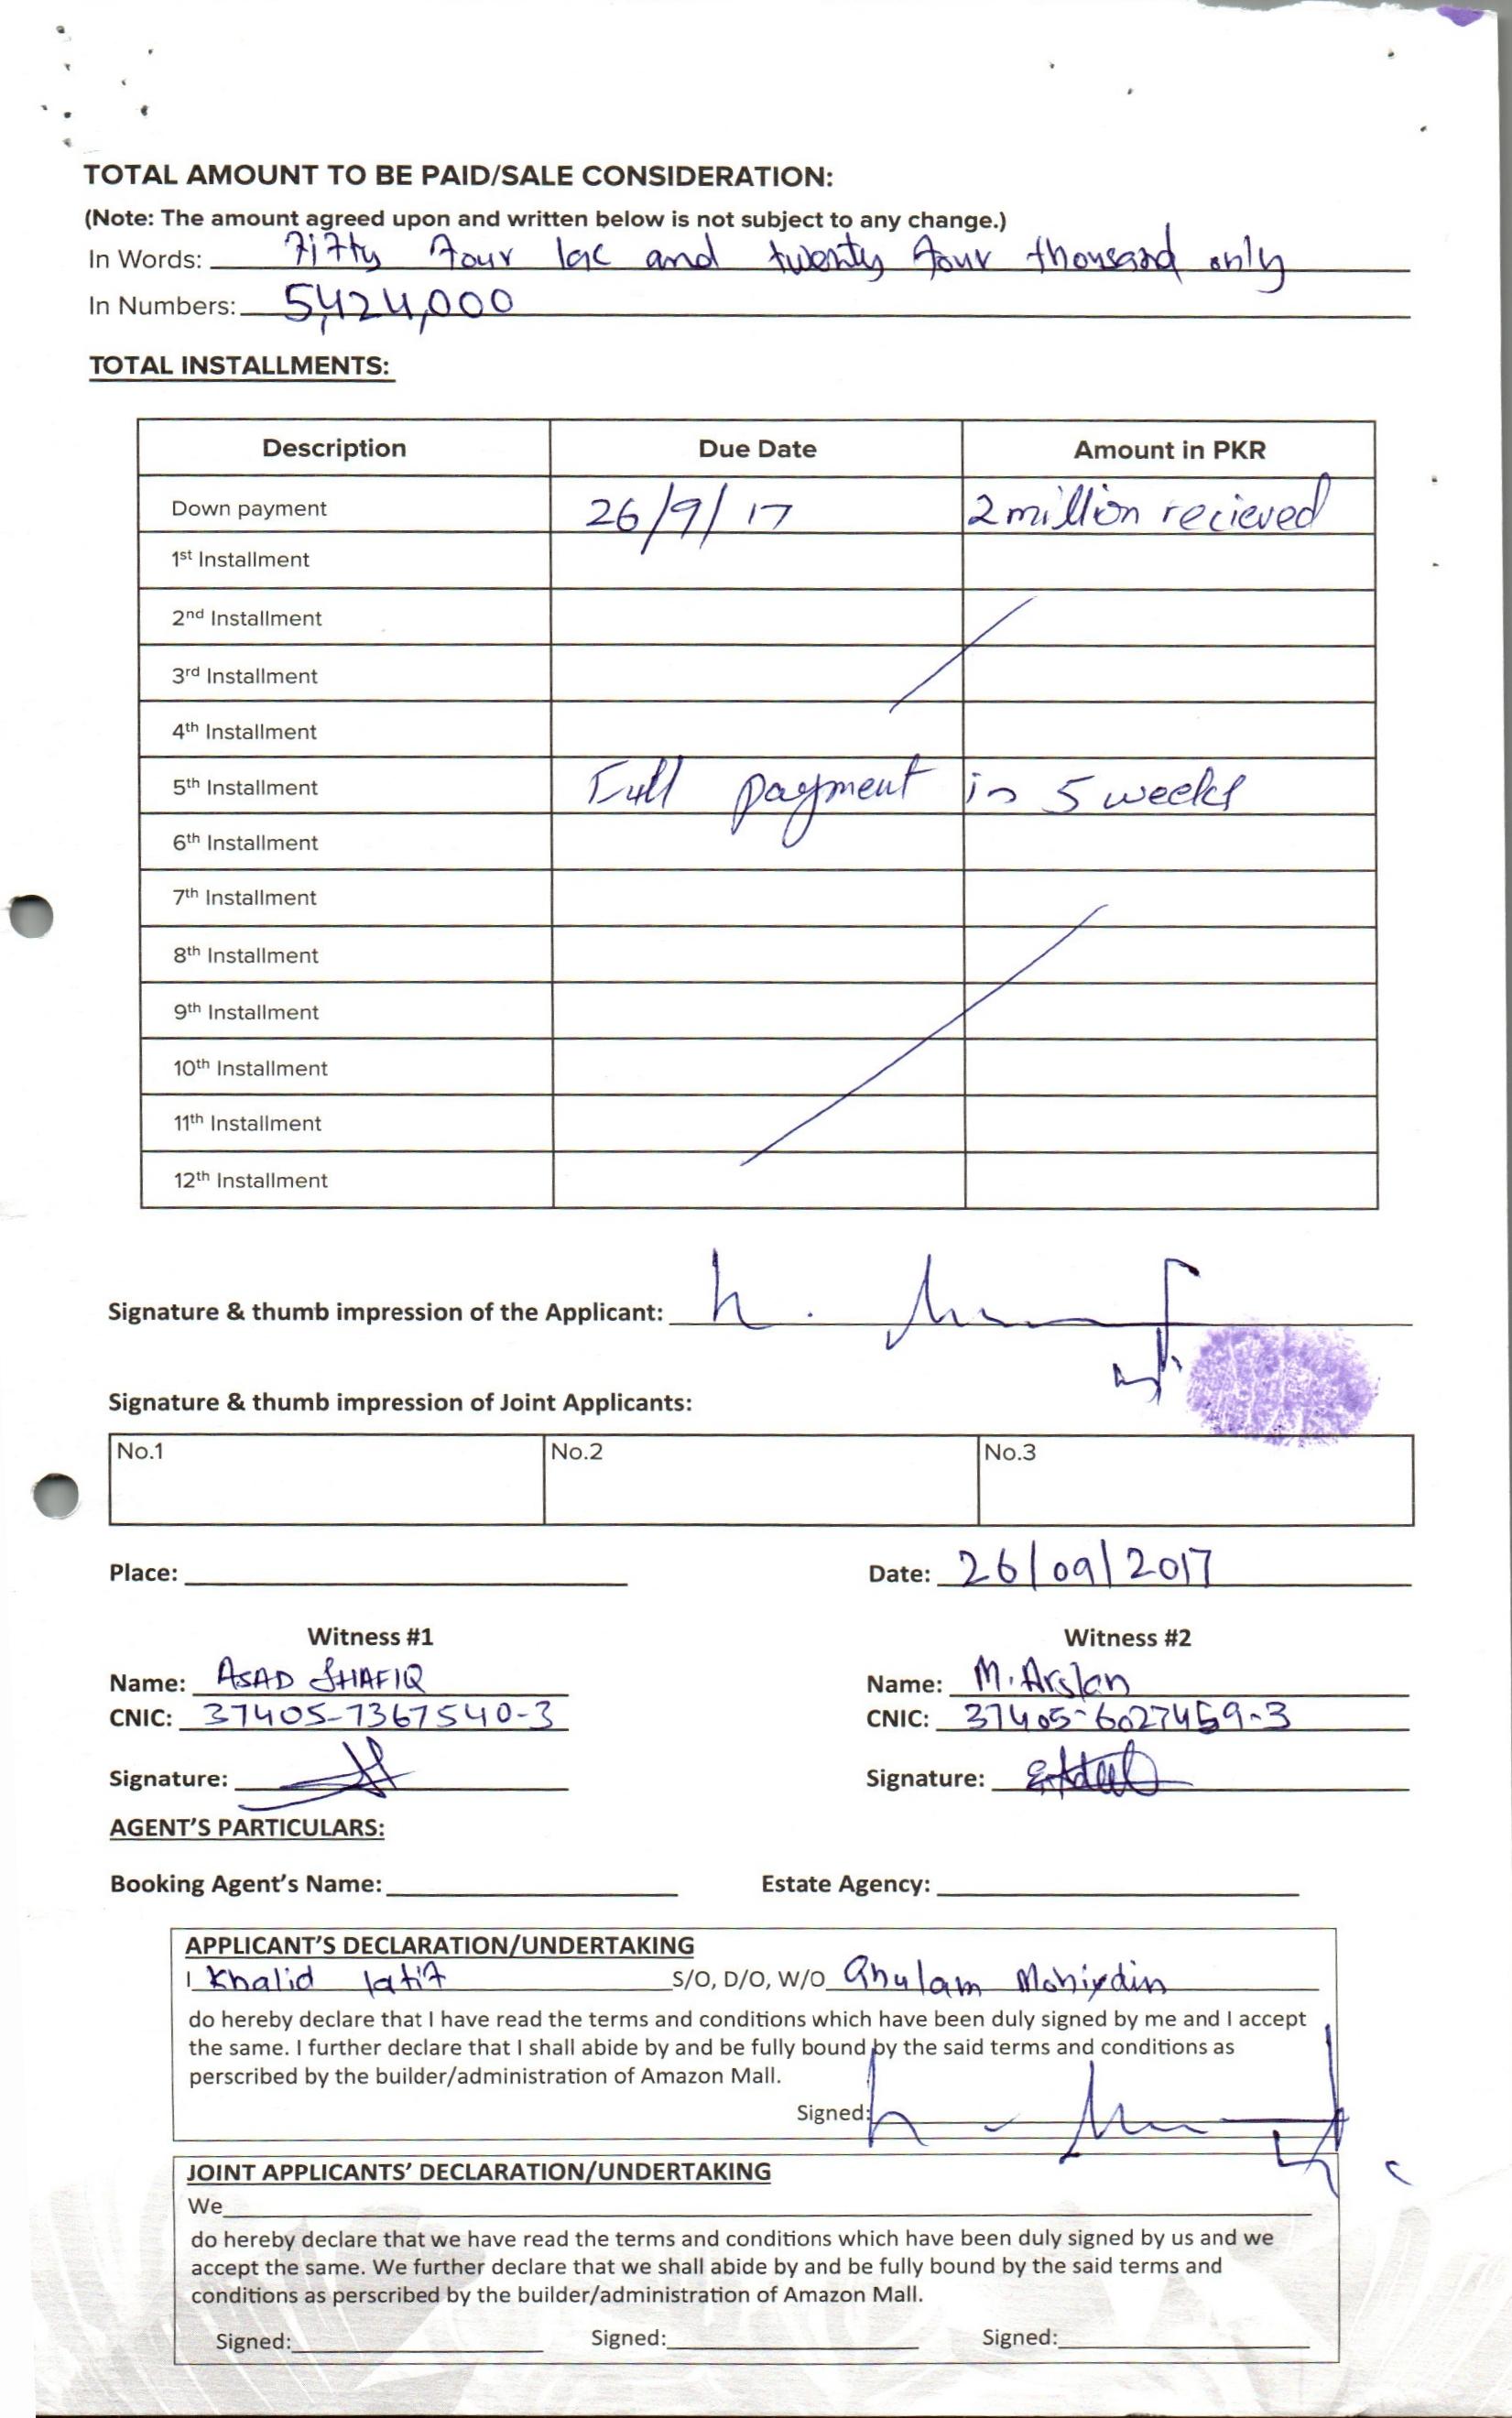 TOTAL AMOUNT TO BE PAID/SALE CONSIDERATION:
(Note: The amount agreed upon and written below is not subject to any change.)
In Words: Fifty four lac and twenty four thousand only
In Numbers: 5,424,000
TOTAL INSTALLMENTS:
Description Due Date Amount in PKR
Down payment 26/9/17 2 million recieved
1st Installment
2nd Installment
3rd Installment
4th Installment
5th Installment Full payment in 5 weeks
6th Installment
7th Installment
8th Installment
9th Installment
10th Installment
11th Installment
12th Installment
Signature & thumb impression of the Applicant:
Signature & thumb impression of Joint Applicants:
No.1 No.2 No.3
Place: Date: 26/09/2017
Witness #1 Witness #2
Name: ASAD SHAFIQ Name: M. Arslan
CNIC: 37405-7367540-3 CNIC: 37405-6027459-3
Signature: Signature:
AGENT'S PARTICULARS:
Booking Agent's Name: Estate Agency:
APPLICANT'S DECLARATION/UNDERTAKING
I Khalid latif S/O, D/O, W/O Ghulam Mohiydin
do hereby declare that I have read the terms and conditions which have been duly signed by me and I accept
the same. I further declare that I shall abide by and be fully bound by the said terms and conditions as
perscribed by the builder/administration of Amazon Mall.
Signed:
JOINT APPLICANTS' DECLARATION/UNDERTAKING
We
do hereby declare that we have read the terms and conditions which have been duly signed by us and we
accept the same. We further declare that we shall abide by and be fully bound by the said terms and
conditions as perscribed by the builder/administration of Amazon Mall.
Signed: Signed: Signed: